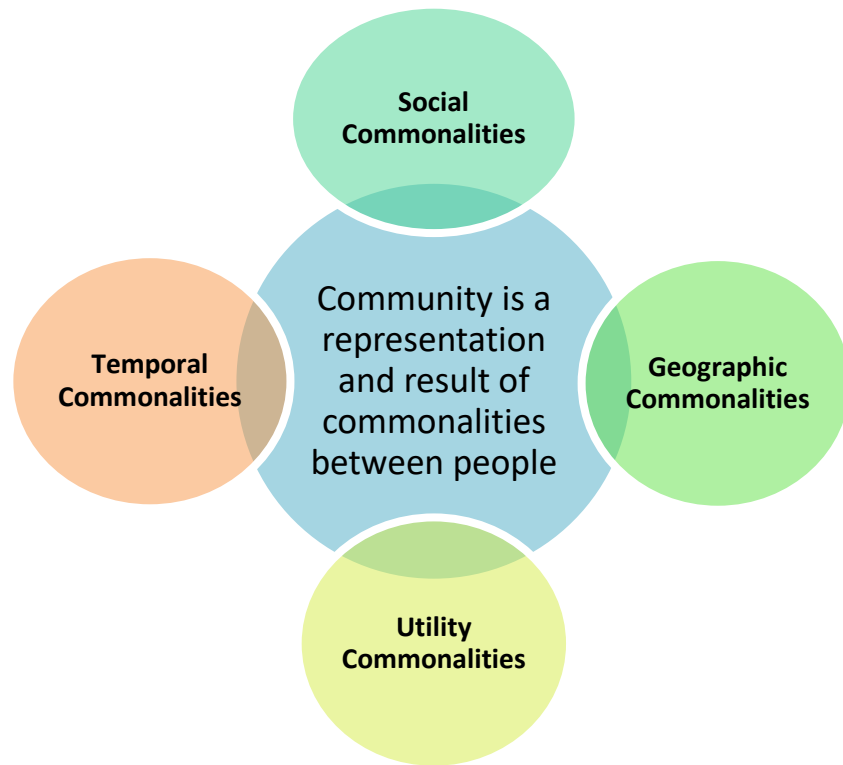 Social
Commonalities
Community is a
representation
and result of
commonalities
between people
Temporal
Commonalities
Geographic
Commonalities
Utility
Commonalities